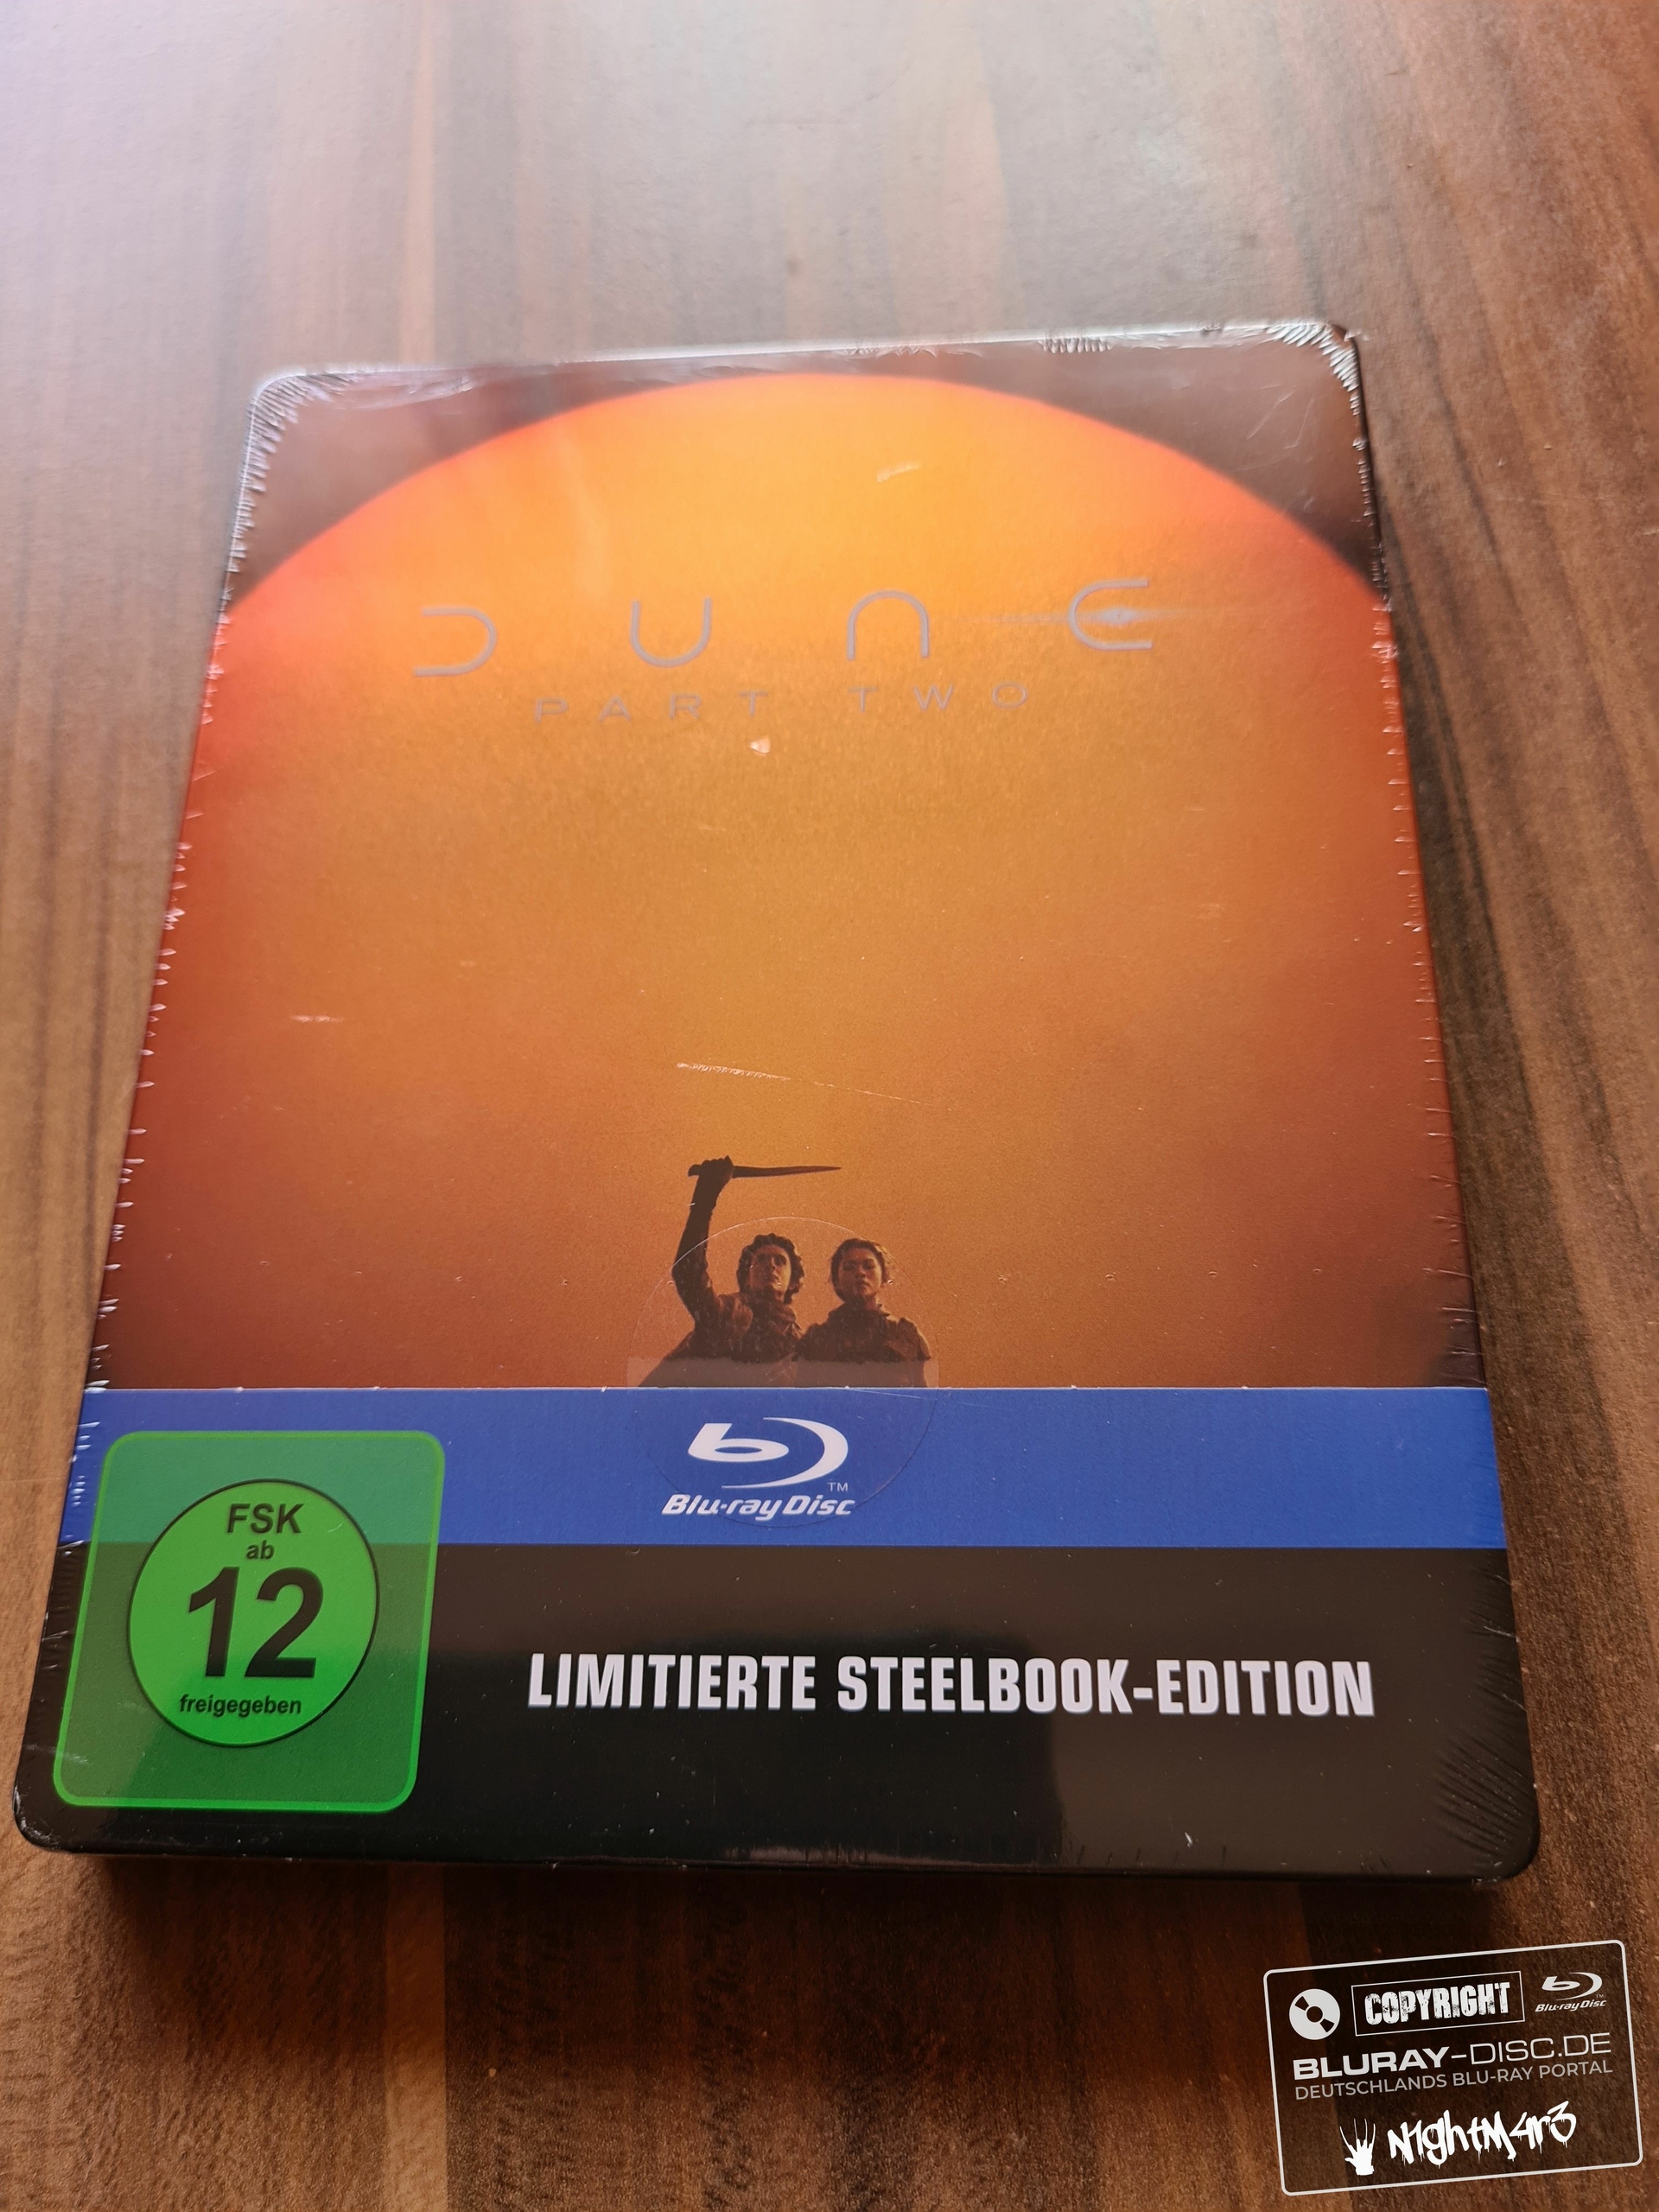 DUNE
PART TWO
Blu-ray Disc
TM
FSK
ab
12
freigegeben
LIMITIERTE STEELBOOK-EDITION
COPYRIGHT
Blu-ray Disc
BLURAY-DISC.DE
DEUTSCHLANDS BLU-RAY PORTAL
N1ghtM4r3